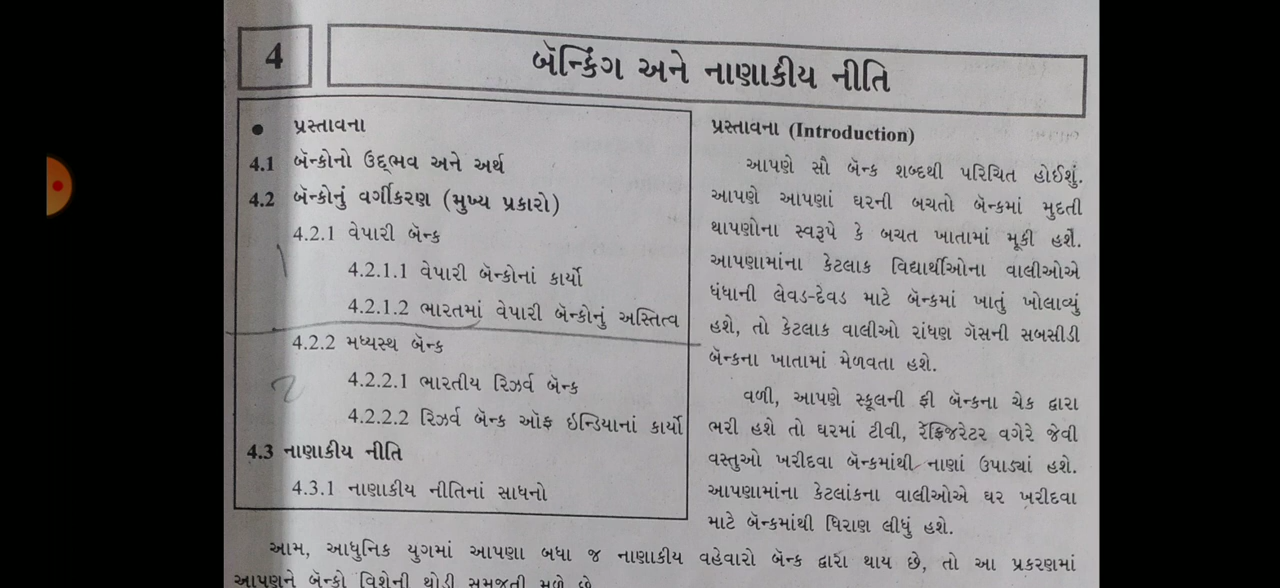 4
બૅન્કિંગ અને નાણાકીય નીતિ
● પ્રસ્તાવના
4.1 બૅન્કોનો ઉદ્ભવ અને અર્થ
4.2 બૅન્કોનું વર્ગીકરણ (મુખ્ય પ્રકારો)
4.2.1 વેપારી બૅન્ક
4.2.1.1 વેપારી બૅન્કોનાં કાર્યો
4.2.1.2 ભારતમાં વેપારી બૅન્કોનું અસ્તિત્વ
4.2.2 મધ્યસ્થ બૅન્ક
4.2.2.1 ભારતીય રિઝર્વ બૅન્ક
4.2.2.2 રિઝર્વ બૅન્ક ઑફ ઇન્ડિયાનાં કાર્યો
4.3 નાણાકીય નીતિ
4.3.1 નાણાકીય નીતિનાં સાધનો
1
2
પ્રસ્તાવના (Introduction)
આપણે સૌ બૅન્ક શબ્દથી પરિચિત હોઈશું.
આપણે આપણાં ઘરની બચતો બૅન્કમાં મુદતી
થાપણોના સ્વરૂપે કે બચત ખાતામાં મૂકી હશે.
આપણામાંના કેટલાક વિદ્યાર્થીઓના વાલીઓએ
ધંધાની લેવડ-દેવડ માટે બૅન્કમાં ખાતું ખોલાવ્યું
હશે, તો કેટલાક વાલીઓ રાંધણ ગૅસની સબસીડી
બૅન્કના ખાતામાં મેળવતા હશે.
વળી, આપણે સ્કૂલની ફી બૅન્કના ચેક દ્વારા
ભરી હશે તો ઘરમાં ટીવી, રેફ્રિજરેટર વગેરે જેવી
વસ્તુઓ ખરીદવા બૅન્કમાંથી નાણાં ઉપાડ્યાં હશે.
આપણામાંના કેટલાંકના વાલીઓએ ઘર ખરીદવા
માટે બૅન્કમાંથી ધિરાણ લીધું હશે.
આમ, આધુનિક યુગમાં આપણા બધા જ નાણાકીય વહેવારો બૅન્ક દ્વારા થાય છે, તો આ પ્રકરણમાં
આપણને બૅન્કો વિશેની થોડી સમજૂતી મળે છે